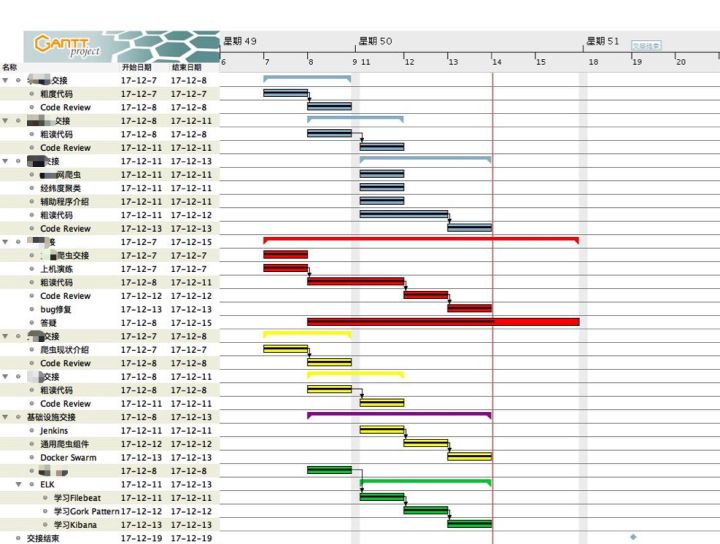 GANTT project
星期 49 星期 50 星期 51
交接结束
名称 开始日期 结束日期 6 7 8 9 11 12 13 14 15 18 19 20
交接 17-12-7 17-12-8
粗度代码 17-12-7 17-12-7
Code Review 17-12-8 17-12-8
交接 17-12-8 17-12-11
粗读代码 17-12-8 17-12-8
Code Review 17-12-11 17-12-11
交接 17-12-11 17-12-13
网爬虫 17-12-11 17-12-11
经纬度聚类 17-12-11 17-12-11
辅助程序介绍 17-12-11 17-12-11
粗读代码 17-12-11 17-12-12
Code Review 17-12-13 17-12-13
17-12-7 17-12-15
爬虫交接 17-12-7 17-12-7
上机演练 17-12-7 17-12-7
粗读代码 17-12-8 17-12-11
Code Review 17-12-12 17-12-12
bug修复 17-12-13 17-12-13
答疑 17-12-8 17-12-15
交接 17-12-7 17-12-8
爬虫现状介绍 17-12-7 17-12-7
Code Review 17-12-8 17-12-8
交接 17-12-8 17-12-11
粗读代码 17-12-8 17-12-8
Code Review 17-12-11 17-12-11
基础设施交接 17-12-8 17-12-13
Jenkins 17-12-11 17-12-11
通用爬虫组件 17-12-12 17-12-12
Docker Swarm 17-12-13 17-12-13
17-12-8 17-12-8
ELK 17-12-11 17-12-13
学习Filebeat 17-12-11 17-12-11
学习Gork Pattern 17-12-12 17-12-12
学习Kibana 17-12-13 17-12-13
交接结束 17-12-19 17-12-19